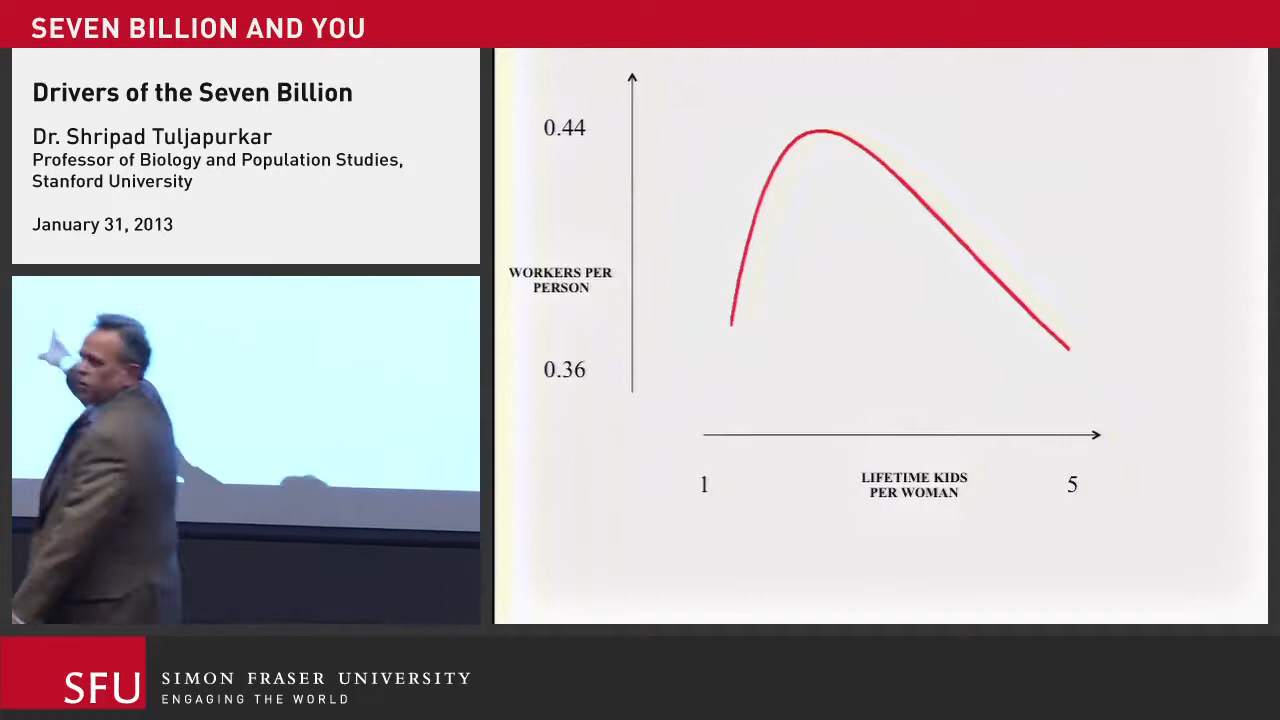 SEVEN BILLION AND YOU
Drivers of the Seven Billion
Dr. Shripad Tuljapurkar
Professor of Biology and Population Studies,
Stanford University
January 31, 2013
0.44
WORKERS PER
PERSON
0.36
1
LIFETIME KIDS
PER WOMAN
5
SFU
SIMON FRASER UNIVERSITY
ENGAGING THE WORLD